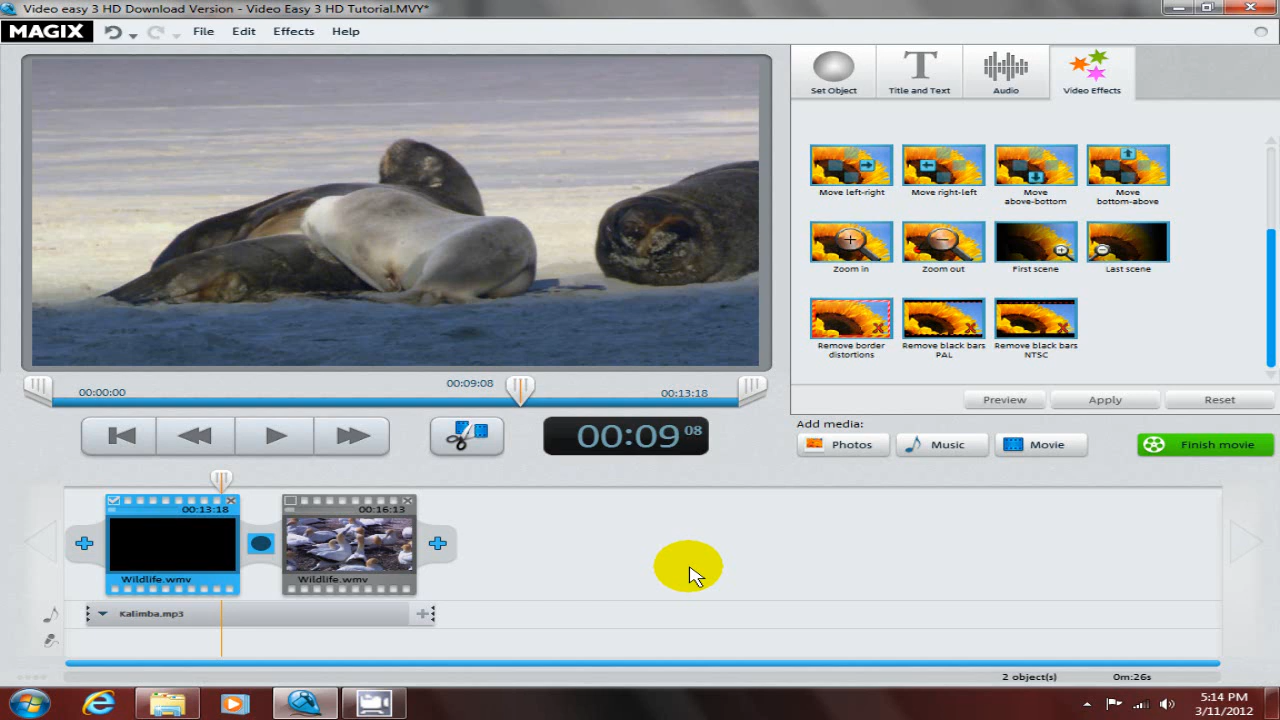 Video easy 3 HD Download Version - Video Easy 3 HD Tutorial.MVY*
MAGIX File Edit Effects Help
Set Object Title and Text Audio Video Effects
Move left-right Move right-left Move above-bottom Move bottom-above
Zoom in Zoom out First scene Last scene
Remove border distortions Remove black bars PAL Remove black bars NTSC
00:00:00 00:09:08 00:13:18
Preview Apply Reset
Add media:
00:09 08
Photos Music Movie Finish movie
00:13:18 00:16:13
Wildlife.wmv Wildlife.wmv
Kalimba.mp3
2 object(s) 0m:26s
5:14 PM
3/11/2012